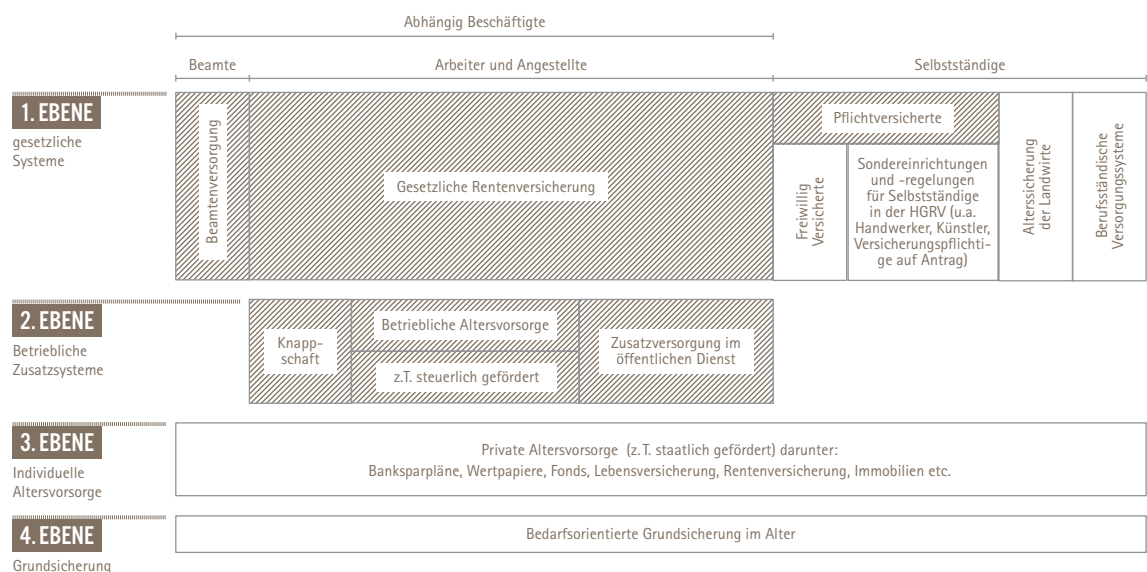 Abhängig Beschäftigte
Beamte
Arbeiter und Angestellte
Selbstständige
1. EBENE
gesetzliche
Systeme
Beamtenversorgung
Gesetzliche Rentenversicherung
Pflichtversicherte
Freiwillig
Versicherte
Sondereinrichtungen
und -regelungen
für Selbstständige
in der HGRV (u.a.
Handwerker, Künstler,
Versicherungspflichti-
ge auf Antrag)
Alterssicherung
der Landwirte
Berufsständische
Versorgungssysteme
2. EBENE
Betriebliche
Zusatzsysteme
Knapp-
schaft
Betriebliche Altersvorsorge
z.T. steuerlich gefördert
Zusatzversorgung im
öffentlichen Dienst
3. EBENE
Individuelle
Altersvorsorge
Private Altersvorsorge (z.T. staatlich gefördert) darunter:
Banksparpläne, Wertpapiere, Fonds, Lebensversicherung, Rentenversicherung, Immobilien etc.
4. EBENE
Grundsicherung
Bedarfsorientierte Grundsicherung im Alter